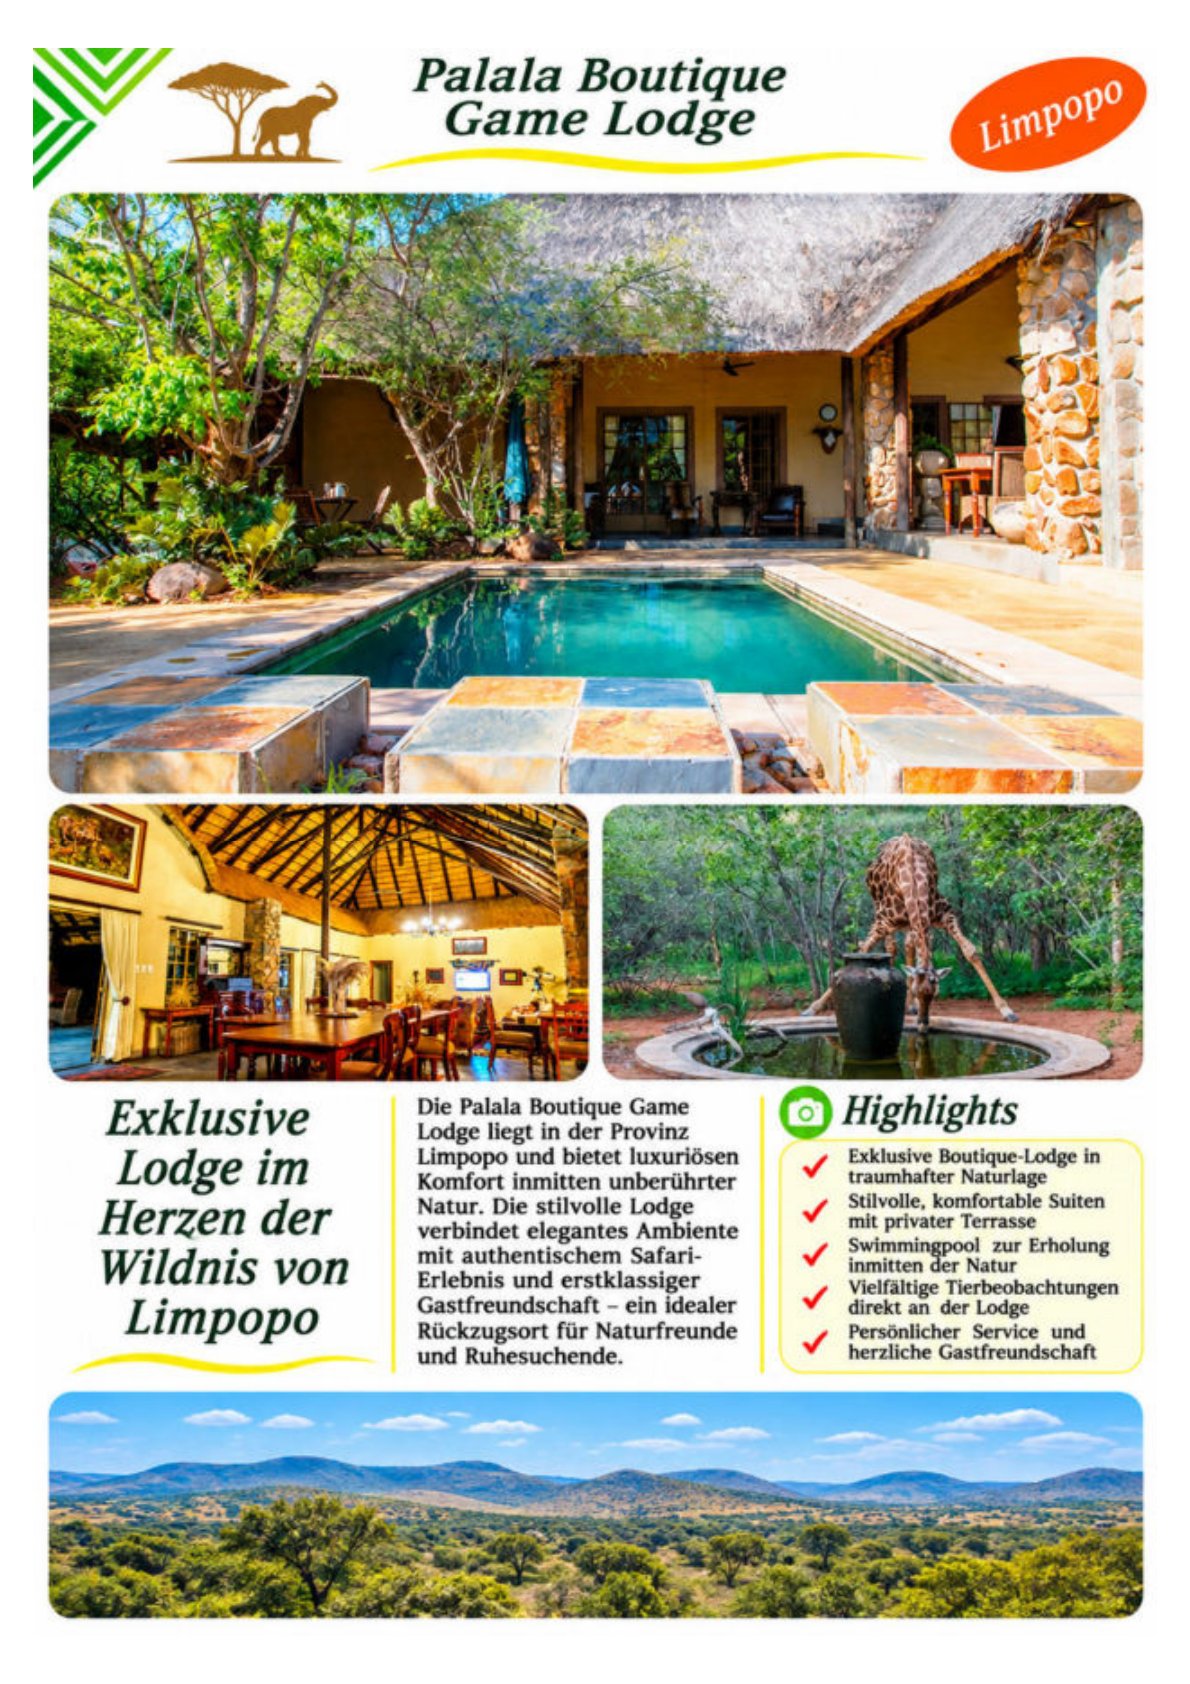 Palala Boutique
Game Lodge
Limpopo
Exklusive
Lodge im
Herzen der
Wildnis von
Limpopo
Die Palala Boutique Game
Lodge liegt in der Provinz
Limpopo und bietet luxuriösen
Komfort inmitten unberührter
Natur. Die stilvolle Lodge
verbindet elegantes Ambiente
mit authentischem Safari-
Erlebnis und erstklassiger
Gastfreundschaft – ein idealer
Rückzugsort für Naturfreunde
und Ruhesuchende.
Highlights
Exklusive Boutique-Lodge in
traumhafter Naturlage
Stilvolle, komfortable Suiten
mit privater Terrasse
Swimmingpool zur Erholung
inmitten der Natur
Vielfältige Tierbeobachtungen
direkt an der Lodge
Persönlicher Service und
herzliche Gastfreundschaft